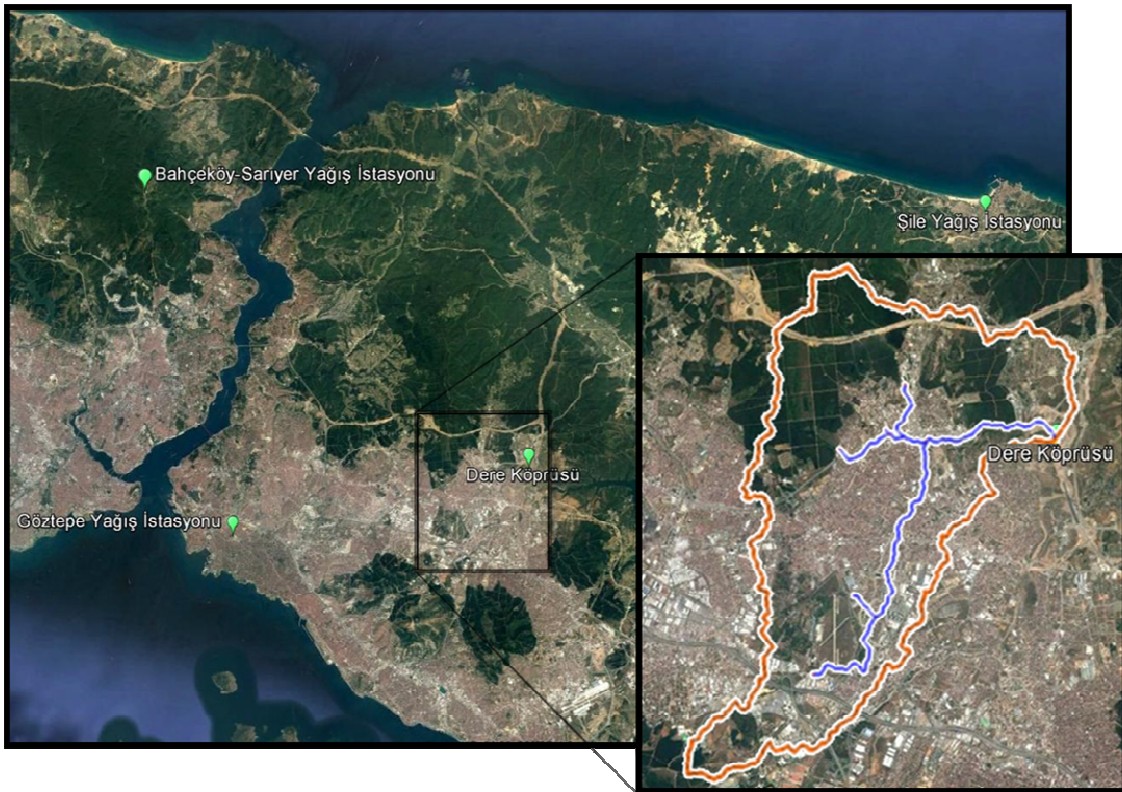 Bahçeköy-Sarıyer Yağış İstasyonu
Şile Yağış İstasyonu
Dere Köprüsü
Göztepe Yağış İstasyonu
Dere Köprüsü